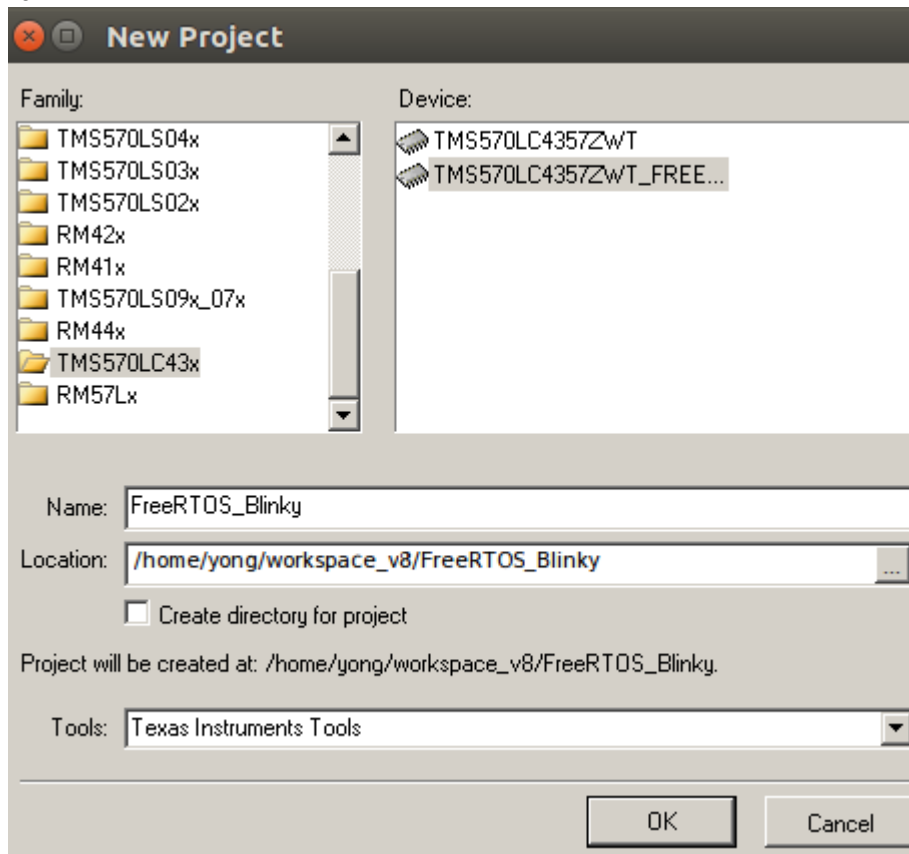 New Project
Family:
TMS570LS04x
TMS570LS03x
TMS570LS02x
RM42x
RM41x
TMS570LS09x_07x
RM44x
TMS570LC43x
RM57Lx
Device:
TMS570LC4357ZWT
TMS570LC4357ZWT_FREE...
Name: FreeRTOS_Blinky
Location: /home/yong/workspace_v8/FreeRTOS_Blinky ...
Create directory for project
Project will be created at: /home/yong/workspace_v8/FreeRTOS_Blinky.
Tools: Texas Instruments Tools
OK Cancel